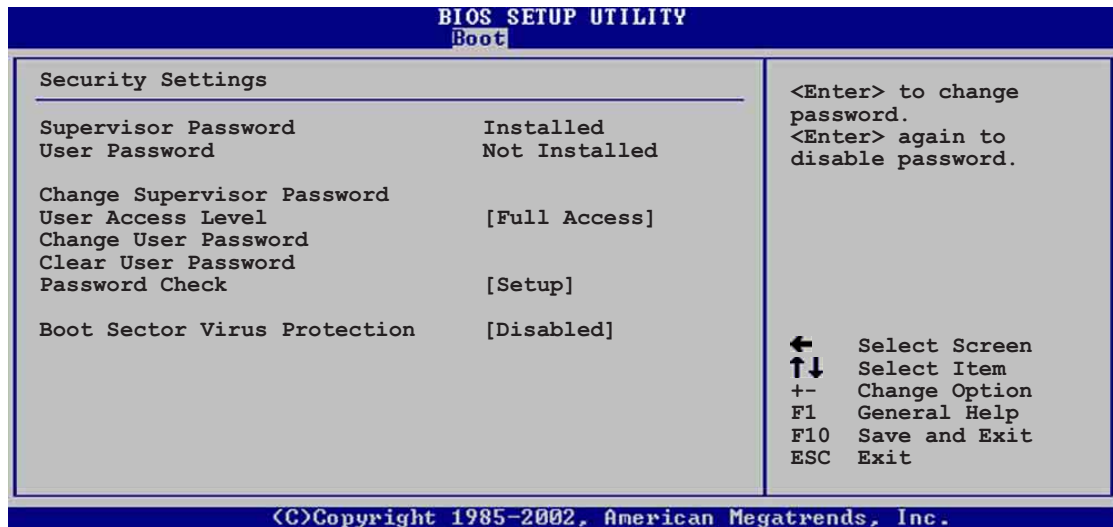 BIOS SETUP UTILITY
Boot
Security Settings
Supervisor Password Installed
User Password Not Installed
Change Supervisor Password
User Access Level [Full Access]
Change User Password
Clear User Password
Password Check [Setup]
Boot Sector Virus Protection [Disabled]
<Enter> to change
password.
<Enter> again to
disable password.
← Select Screen
↑↓ Select Item
+- Change Option
F1 General Help
F10 Save and Exit
ESC Exit
(C)Copyright 1985-2002, American Megatrends, Inc.